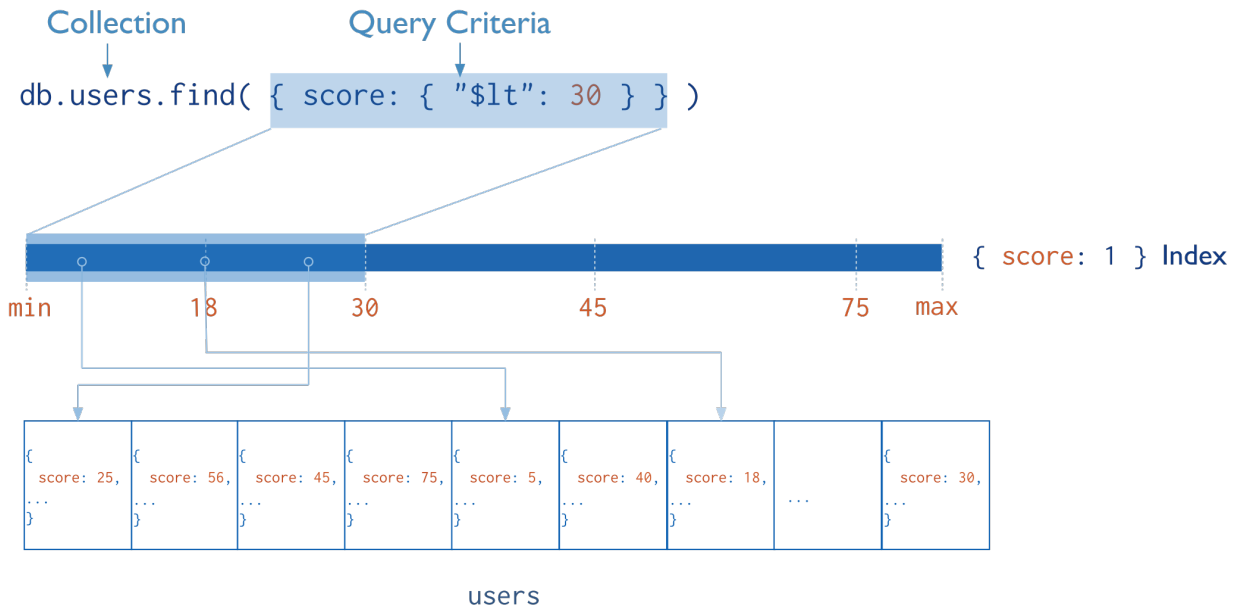 Collection Query Criteria
db.users.find( { score: { "$lt": 30 } } )
{ score: 1 } Index
min 18 30 45 75 max
{ { { { { { { {
score: 25, score: 56, score: 45, score: 75, score: 5, score: 40, score: 18, score: 30,
... ... ... ... ... ... ... ... ...
} } } } } } } }
users